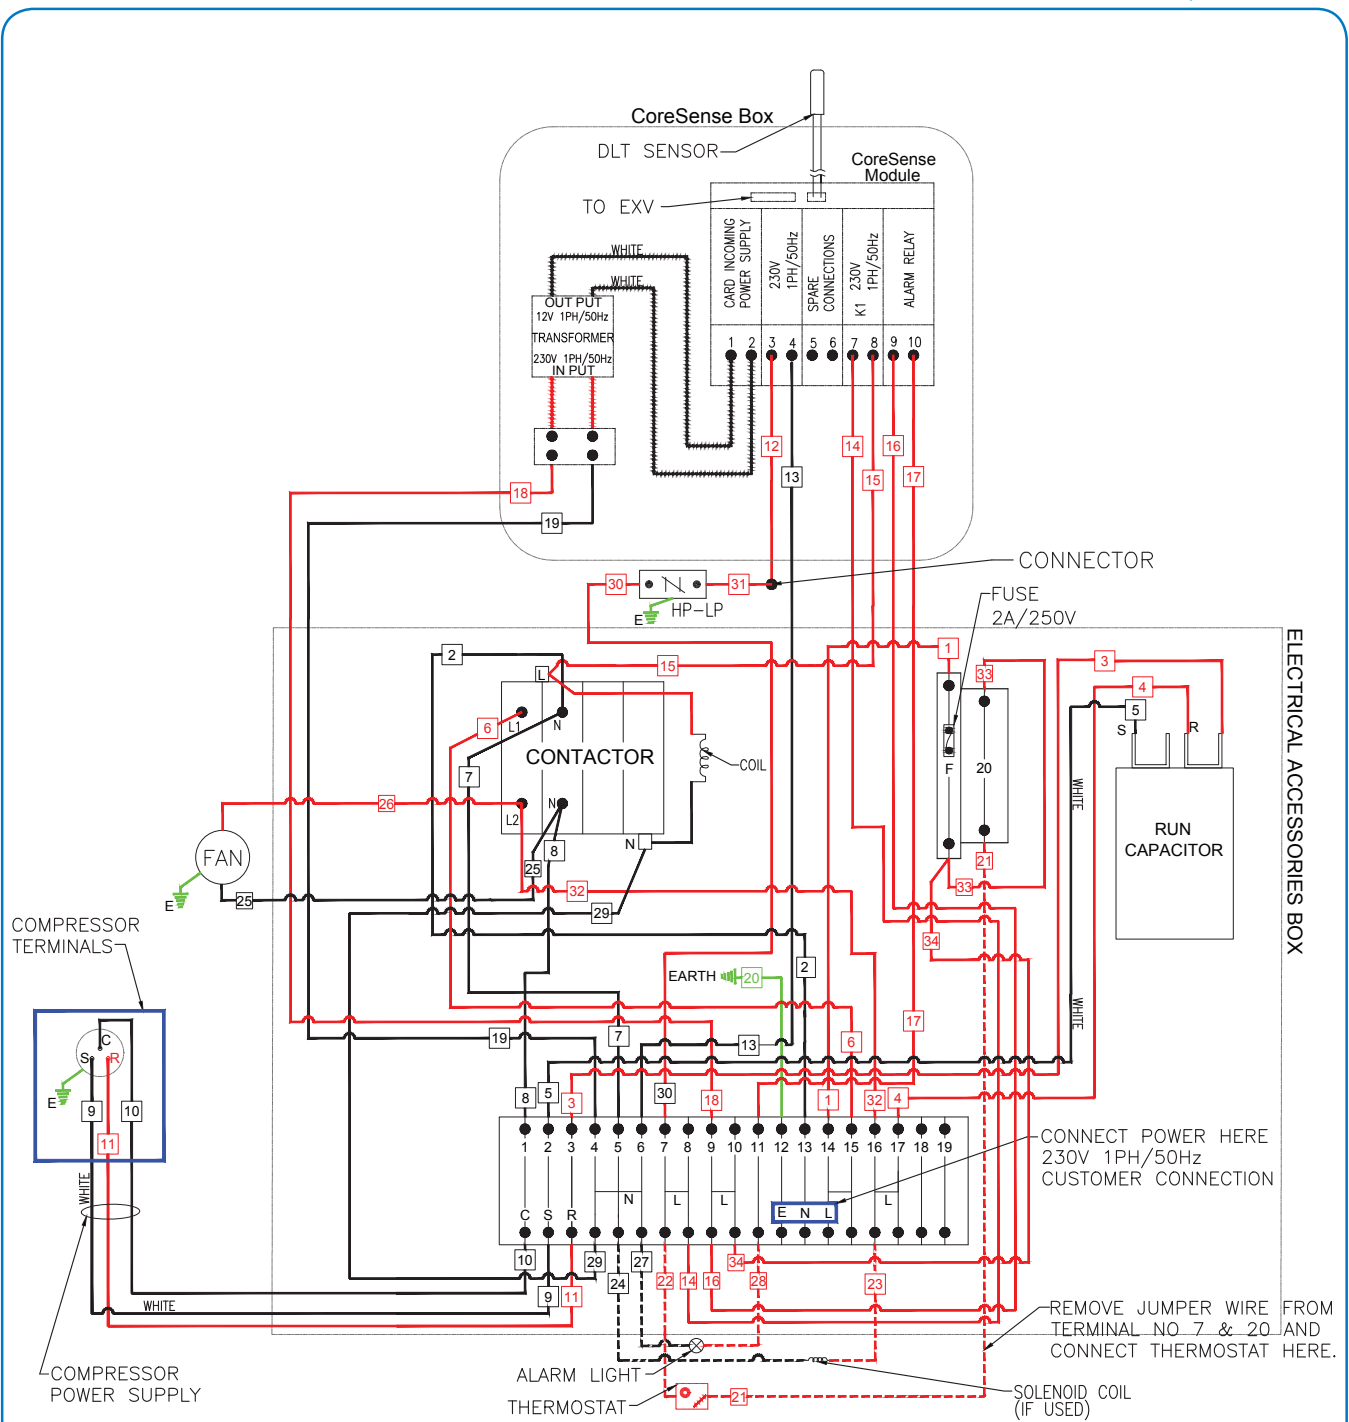 CoreSense Box
DLT SENSOR
CoreSense
Module
TO EXV
CARD INCOMING
POWER SUPPLY
230V
1PH/50Hz
SPARE
CONNECTIONS
K1 230V
1PH/50Hz
ALARM RELAY
1 2 3 4 5 6 7 8 9 10
WHITE
WHITE
OUT PUT
12V 1PH/50Hz
TRANSFORMER
230V 1PH/50Hz
IN PUT
12 14 16
13 15 17
18
19
CONNECTOR
30 31
HP-LP
E
FUSE
2A/250V
ELECTRICAL ACCESSORIES BOX
2
L
15
1
33
3
4
5
S R
6
L1 N
CONTACTOR
COIL
7
F 20
WHITE
26
L2 N
N
8
RUN
CAPACITOR
FAN
25
21
E
25
32
29
33
34
COMPRESSOR
TERMINALS
EARTH
20
2
WHITE
17
C
S R
E
19
7
13
6
9 10
11
8 5 3 30 18 1 32 4
1 2 3 4 5 6 7 8 9 10 11 12 13 14 15 16 17 18 19
N L L L
C S R
E N L
CONNECT POWER HERE
230V 1PH/50Hz
CUSTOMER CONNECTION
WHITE
10 29 27 34
24 22 14 16 28 23
9 11
WHITE
REMOVE JUMPER WIRE FROM
TERMINAL NO 7 & 20 AND
CONNECT THERMOSTAT HERE.
COMPRESSOR
POWER SUPPLY
ALARM LIGHT
THERMOSTAT
21
SOLENOID COIL
(IF USED)